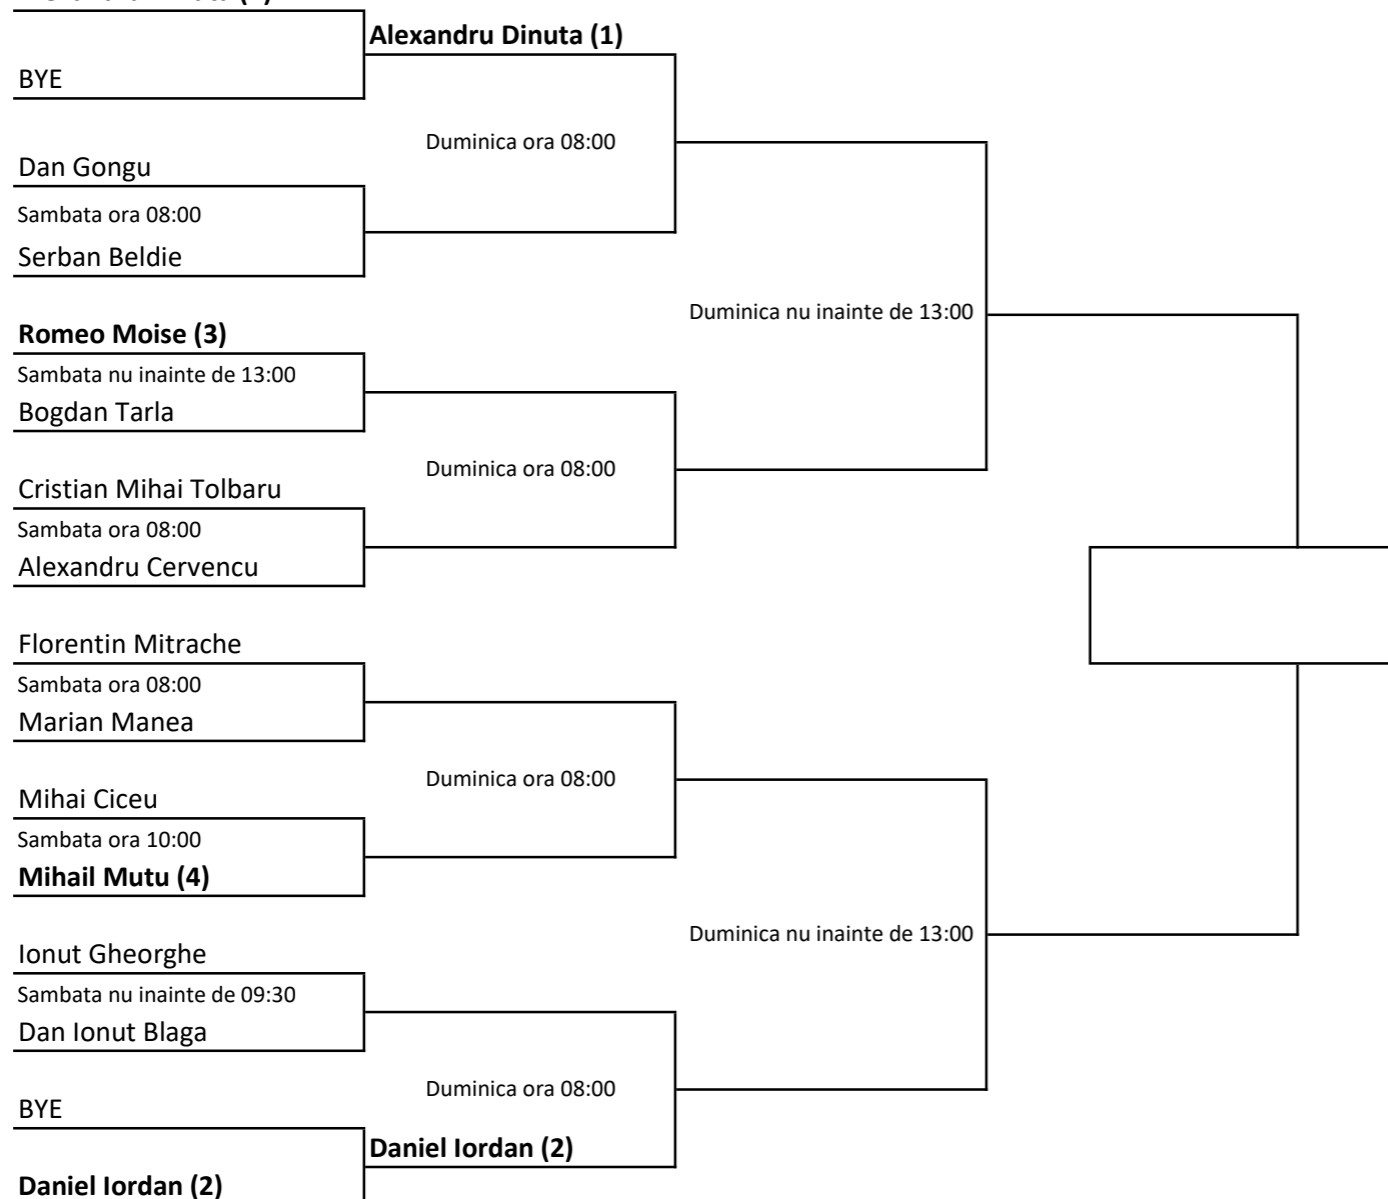 Alexandru Dinuta (1)
BYE
Duminica ora 08:00
Dan Gongu
Sambata ora 08:00
Serban Beldie
Duminica nu inainte de 13:00
Romeo Moise (3)
Sambata nu inainte de 13:00
Bogdan Tarla
Duminica ora 08:00
Cristian Mihai Tolbaru
Sambata ora 08:00
Alexandru Cervencu
Florentin Mitrache
Sambata ora 08:00
Marian Manea
Duminica ora 08:00
Mihai Ciceu
Sambata ora 10:00
Mihail Mutu (4)
Duminica nu inainte de 13:00
Ionut Gheorghe
Sambata nu inainte de 09:30
Dan Ionut Blaga
Duminica ora 08:00
BYE
Daniel Iordan (2)
Daniel Iordan (2)